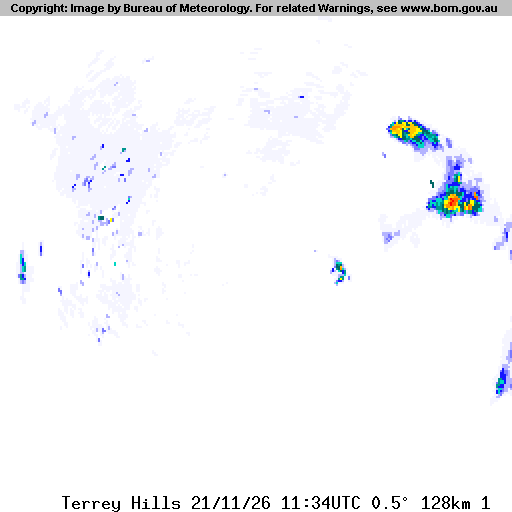 Copyright: Image by Bureau of Meteorology. For related Warnings, see www.bom.gov.au
Terrey Hills 21/11/26 11:34UTC 0.5° 128km 1